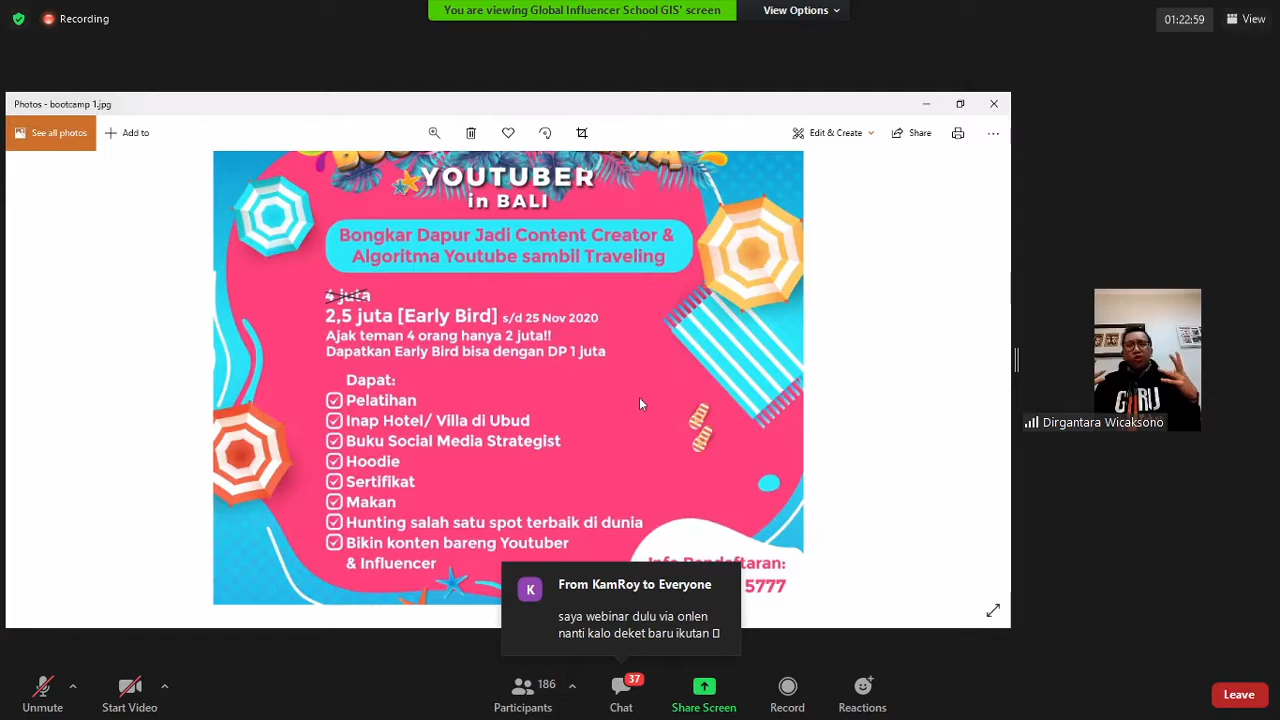 Recording
You are viewing Global Influencer School GIS' screen
View Options
01:22:59
View
Photos - bootcamp 1.jpg
See all photos
Add to
Edit & Create
Share
YOUTUBER
in BALI
Bongkar Dapur Jadi Content Creator &
Algoritma Youtube sambil Traveling
4 juta
2,5 juta [Early Bird] s/d 25 Nov 2020
Ajak teman 4 orang hanya 2 juta!!
Dapatkan Early Bird bisa dengan DP 1 juta
Dapat:
Pelatihan
Inap Hotel/ Villa di Ubud
Buku Social Media Strategist
Hoodie
Sertifikat
Makan
Hunting salah satu spot terbaik di dunia
Bikin konten bareng Youtuber
& Influencer
Info Pendaftaran:
5777
K
From KamRoy to Everyone
saya webinar dulu via onlen
nanti kalo deket baru ikutan
Dirgantara Wicaksono
Unmute
Start Video
186
Participants
37
Chat
Share Screen
Record
Reactions
Leave